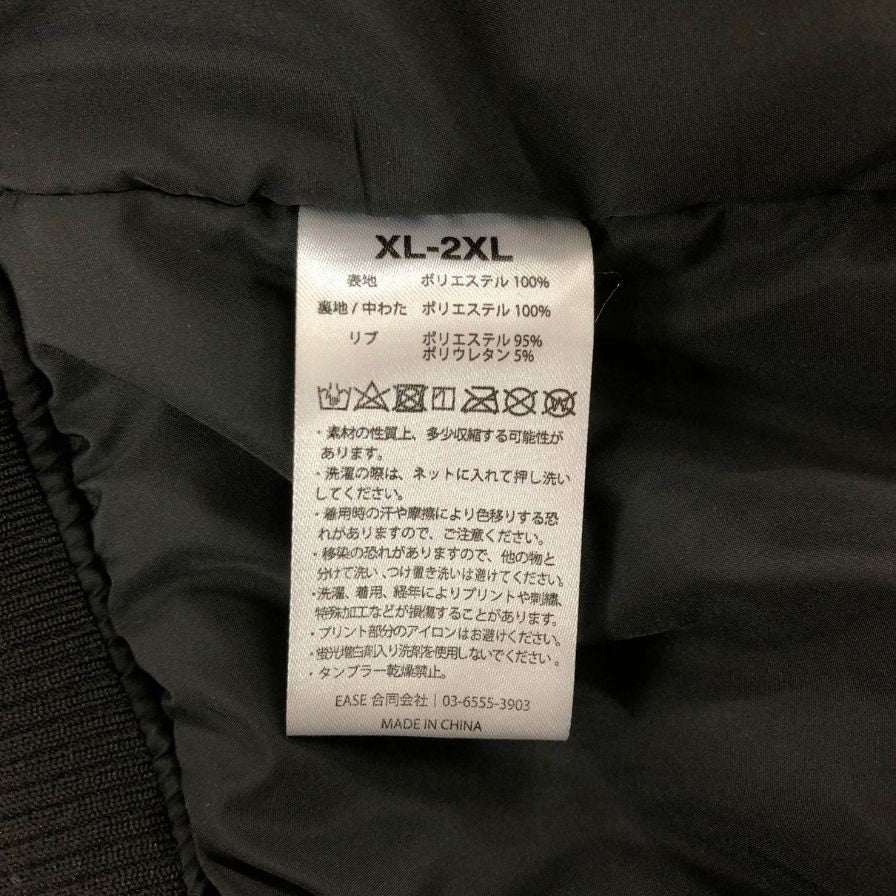 XL-2XL
表地 ポリエステル 100%
裏地 / 中わた ポリエステル 100%
リブ ポリエステル 95%
ポリウレタン 5%
・素材の性質上、多少収縮する可能性が
あります。
・洗濯の際は、ネットに入れて押し洗い
してください。
・着用時の汗や摩擦により色移りする恐
れがありますので、ご注意ください。
・移染の恐れがありますので、他の物と
分けて洗い、つけ置き洗いは避けてください。
・洗濯、着用、経年によりプリントや刺繍、
特殊加工などが損傷することがあります。
・プリント部分のアイロンはお避けください。
・蛍光増白剤入り洗剤を使用しないでください。
・タンブラー乾燥禁止。
EASE 合同会社 | 03-6555-3903
MADE IN CHINA